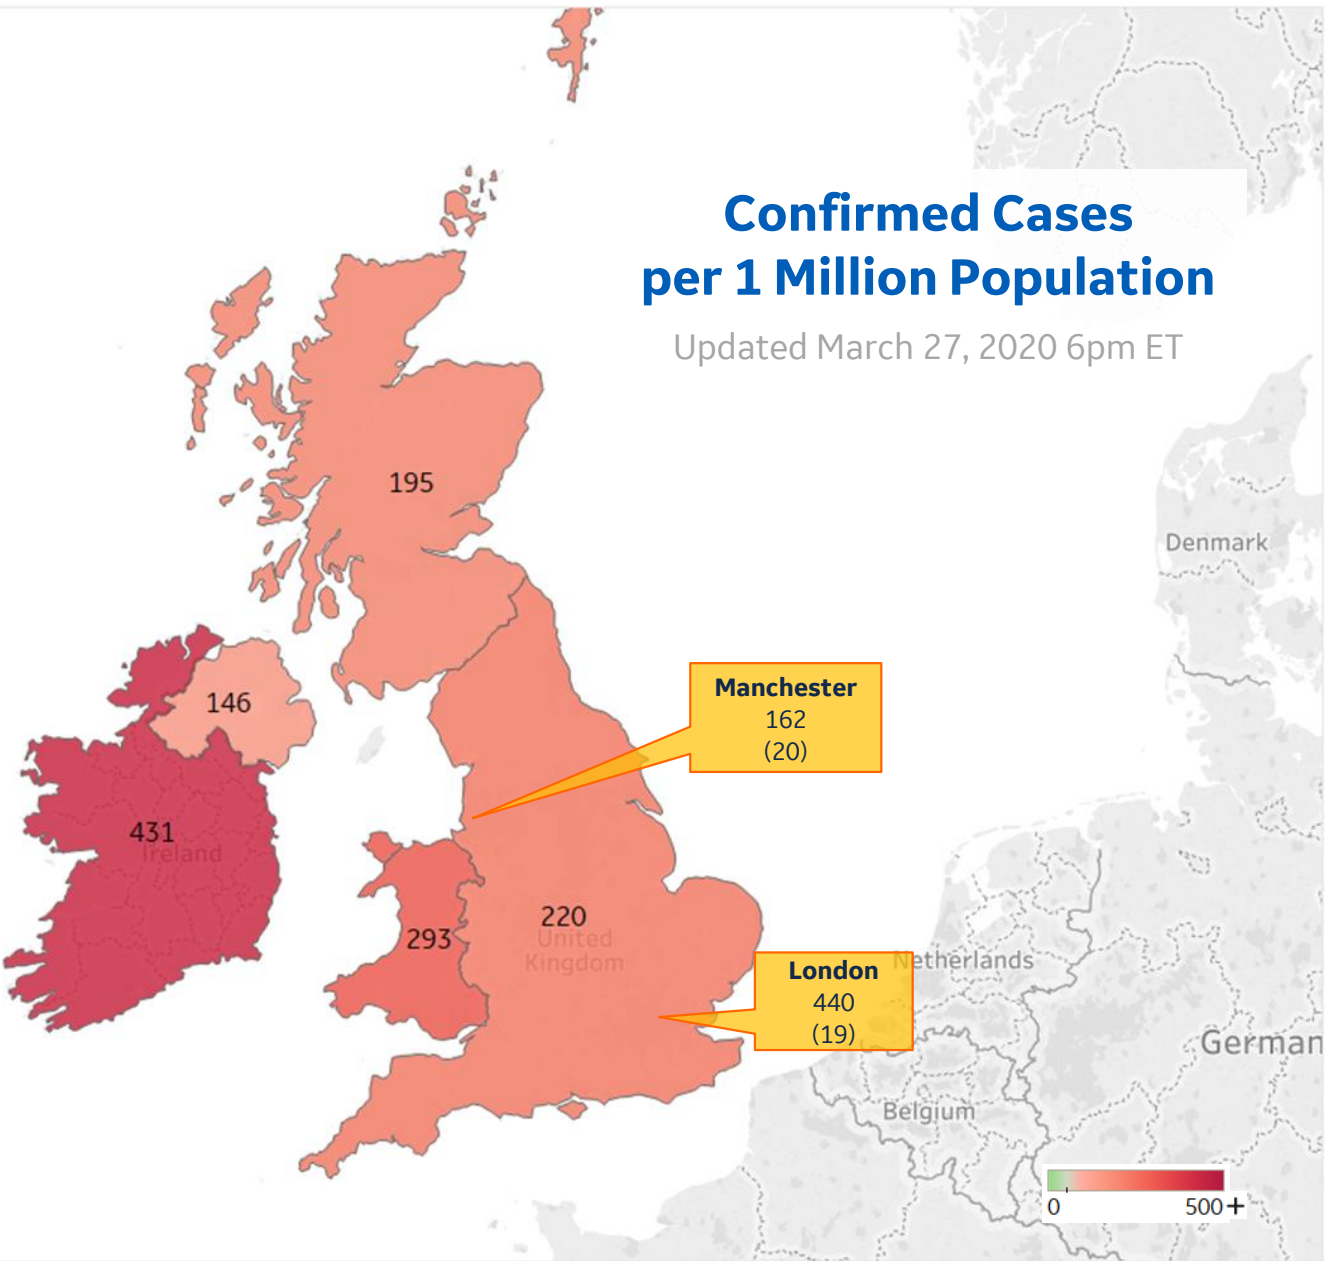 Confirmed Cases
per 1 Million Population
Updated March 27, 2020 6pm ET
195
Denmark
146
Manchester
162
(20)
431
Ireland
293
220
United
Kingdom
Netherlands
London
440
(19)
German
Belgium
0
500+